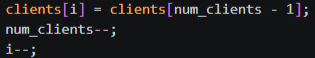 clients[i] = clients[num_clients - 1];
num_clients--;
i--;